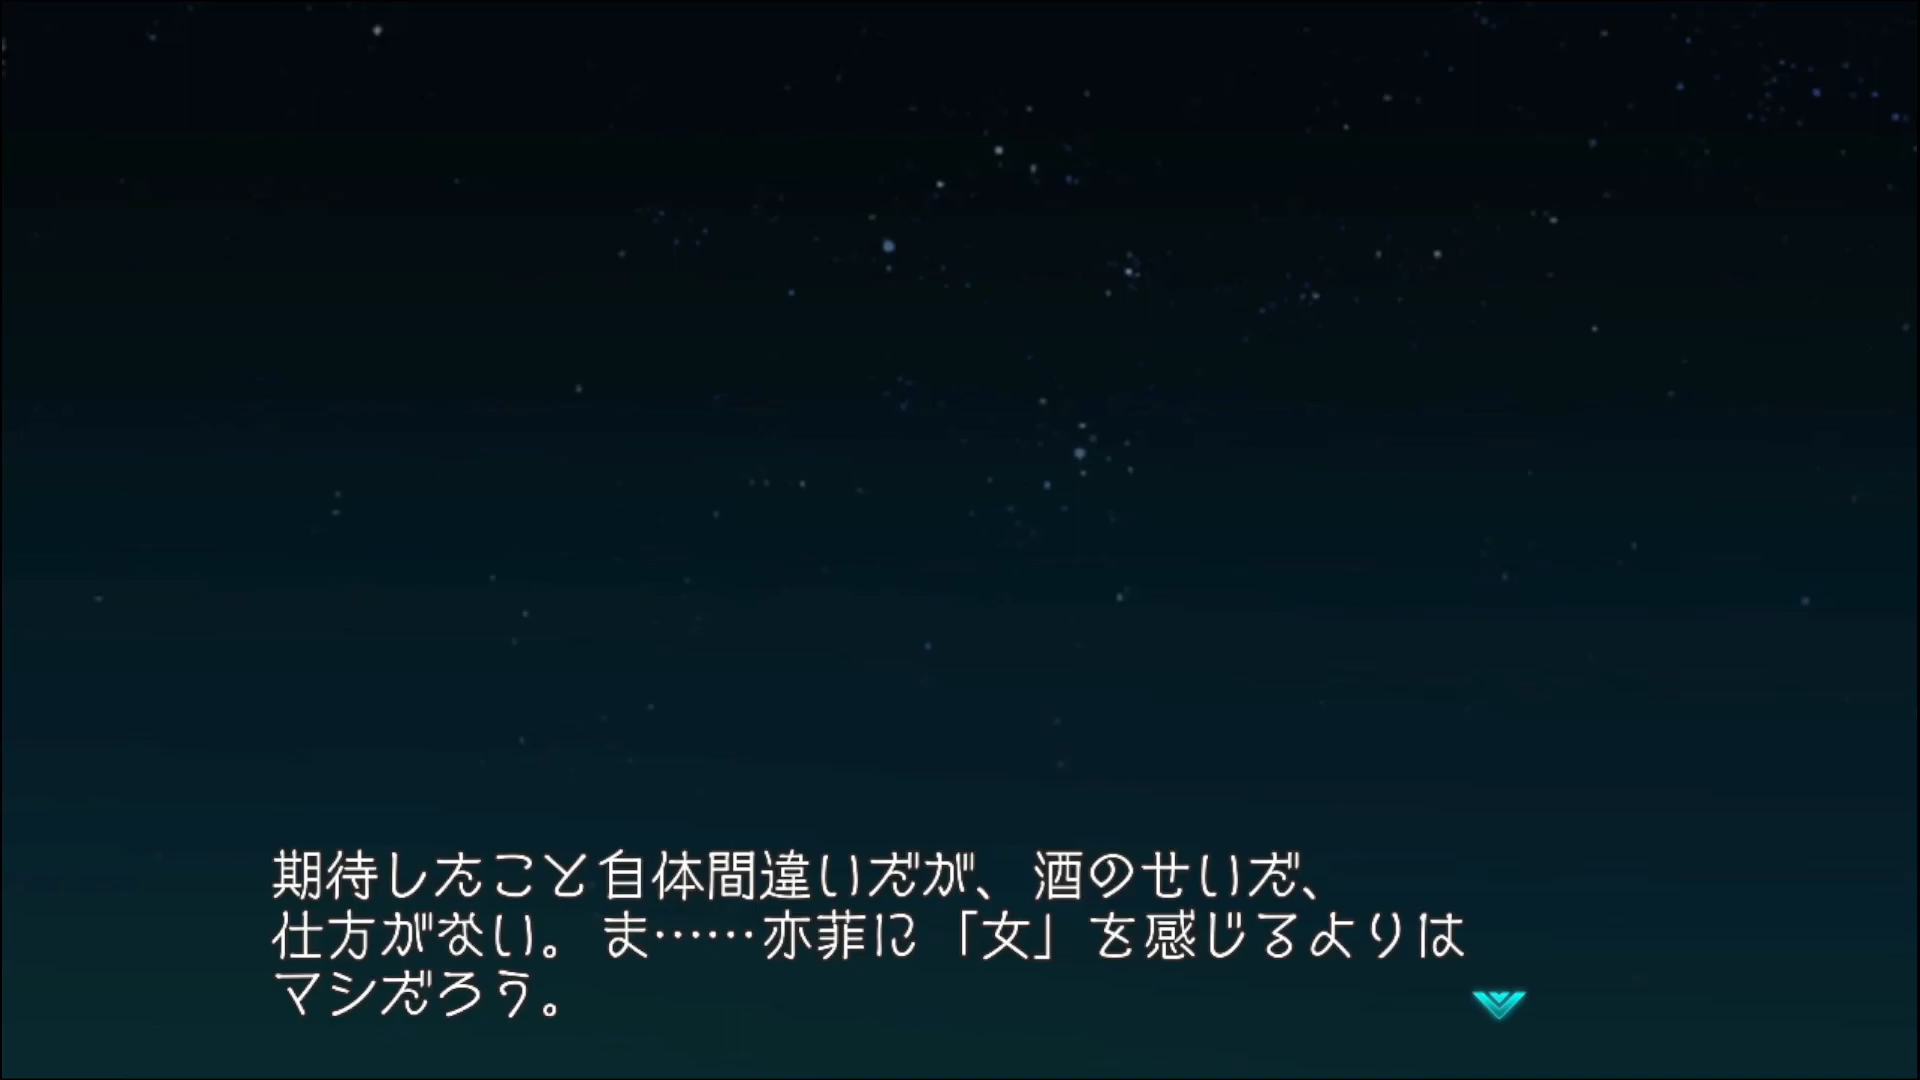 期待したこと自体間違いだが、酒のせいだ、
仕方がない。ま……亦菲に「女」を感じるよりは
マシだろう。